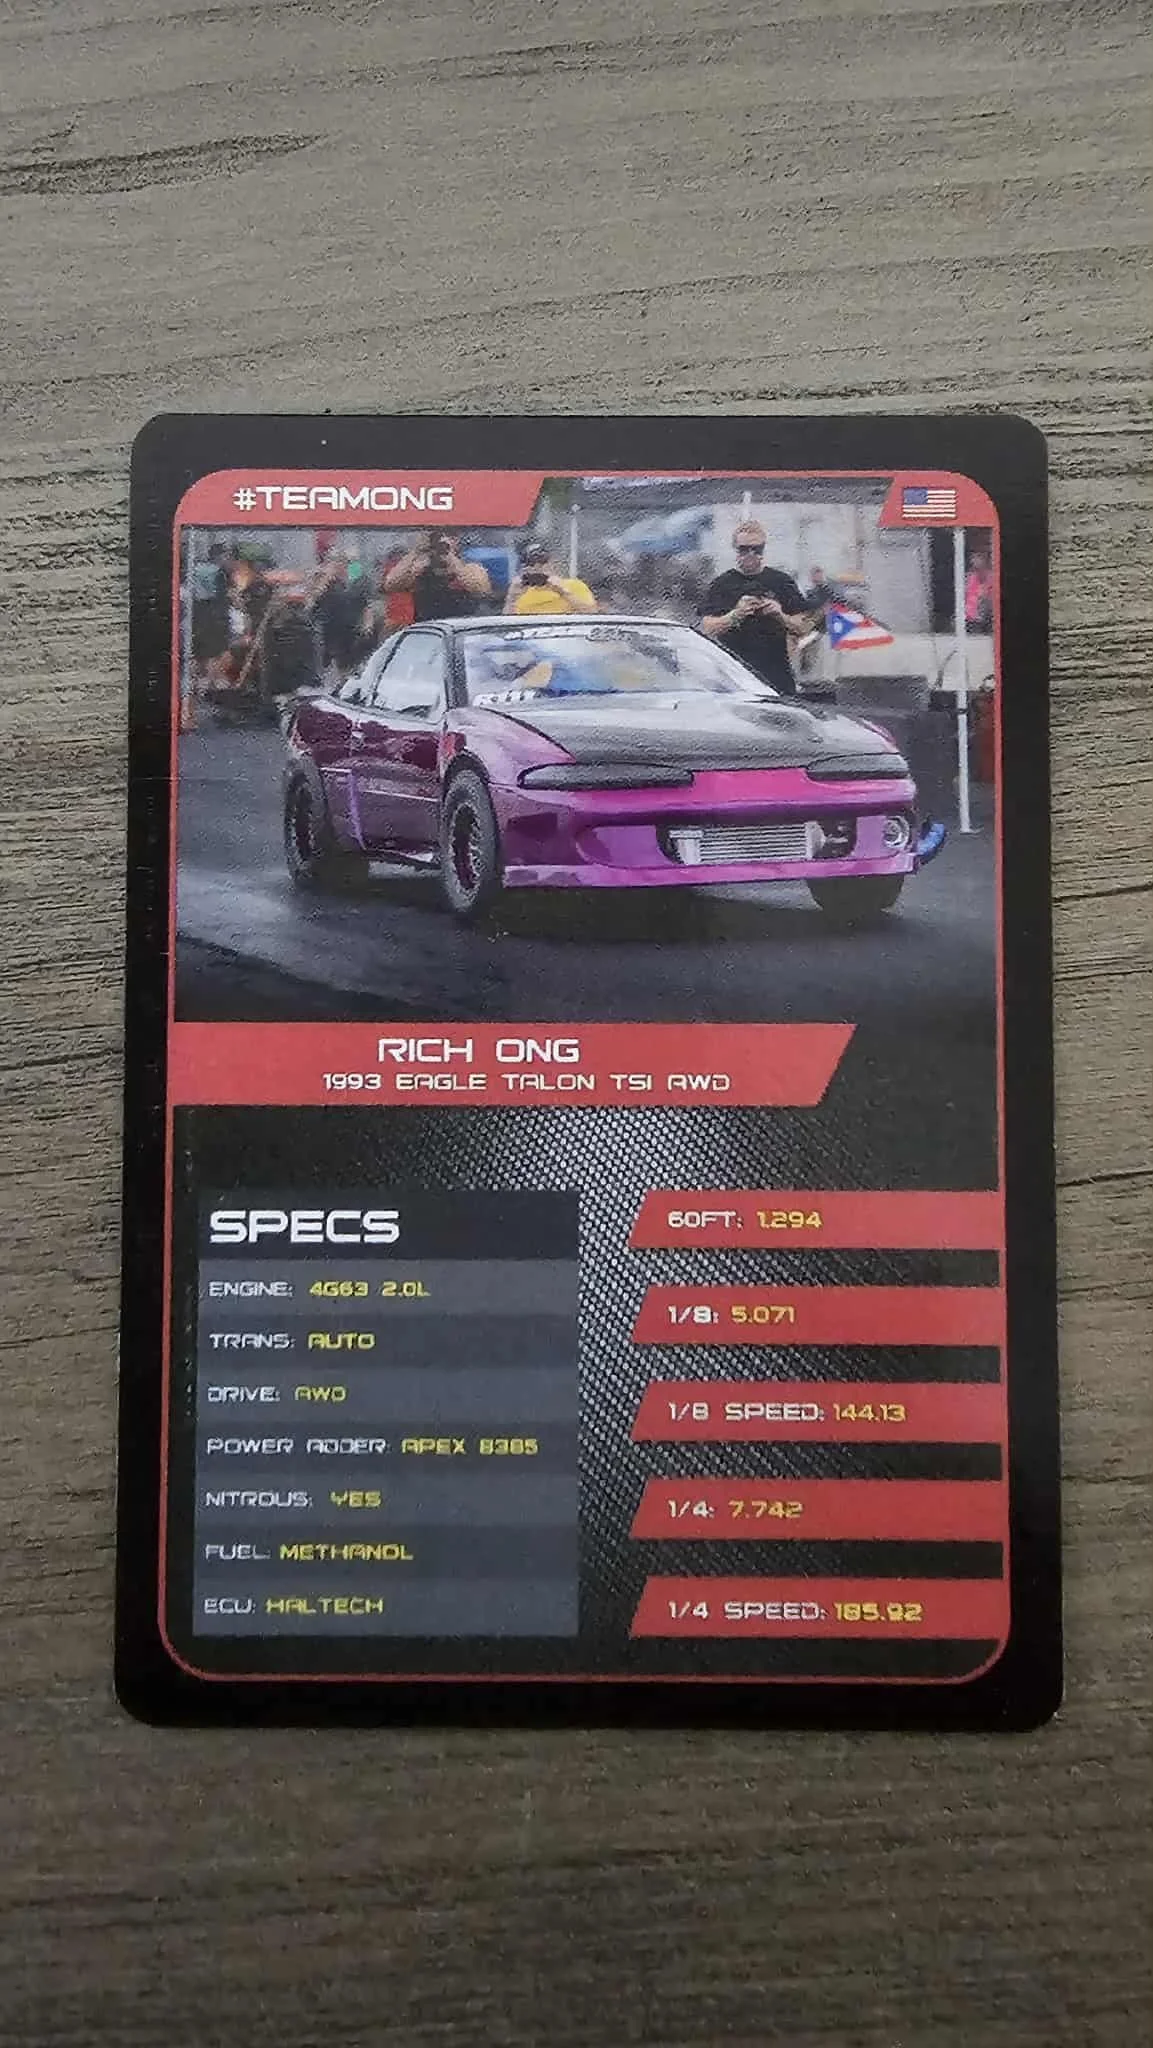 #TEAMONG
RICH ONG
1993 EAGLE TALON TSI AWD
SPECS
ENGINE: 4G63 2.0L
TRANS: AUTO
DRIVE: AWD
POWER ADDER: APEX 8385
NITROUS: YES
FUEL: METHANOL
ECU: HALTECH
60FT: 1.294
1/8: 5.071
1/8 SPEED: 144.13
1/4: 7.742
1/4 SPEED: 185.92